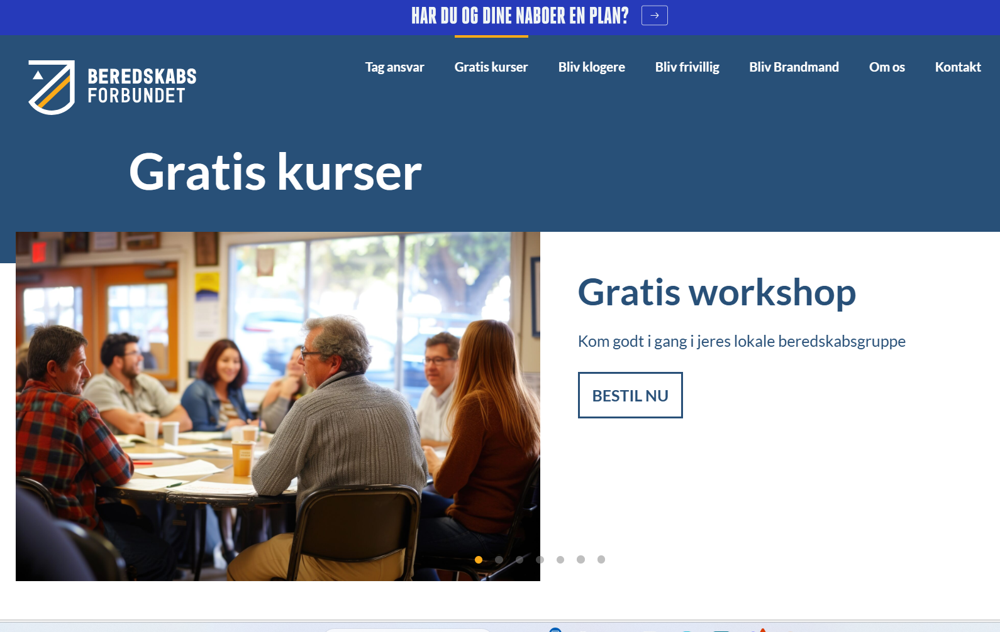 HAR DU OG DINE NABOER EN PLAN?
BEREDSKABS
FORBUNDET
Tag ansvar
Gratis kurser
Bliv klogere
Bliv frivillig
Bliv Brandmand
Om os
Kontakt
Gratis kurser
Gratis workshop
Kom godt i gang i jeres lokale beredskabsgruppe
BESTIL NU